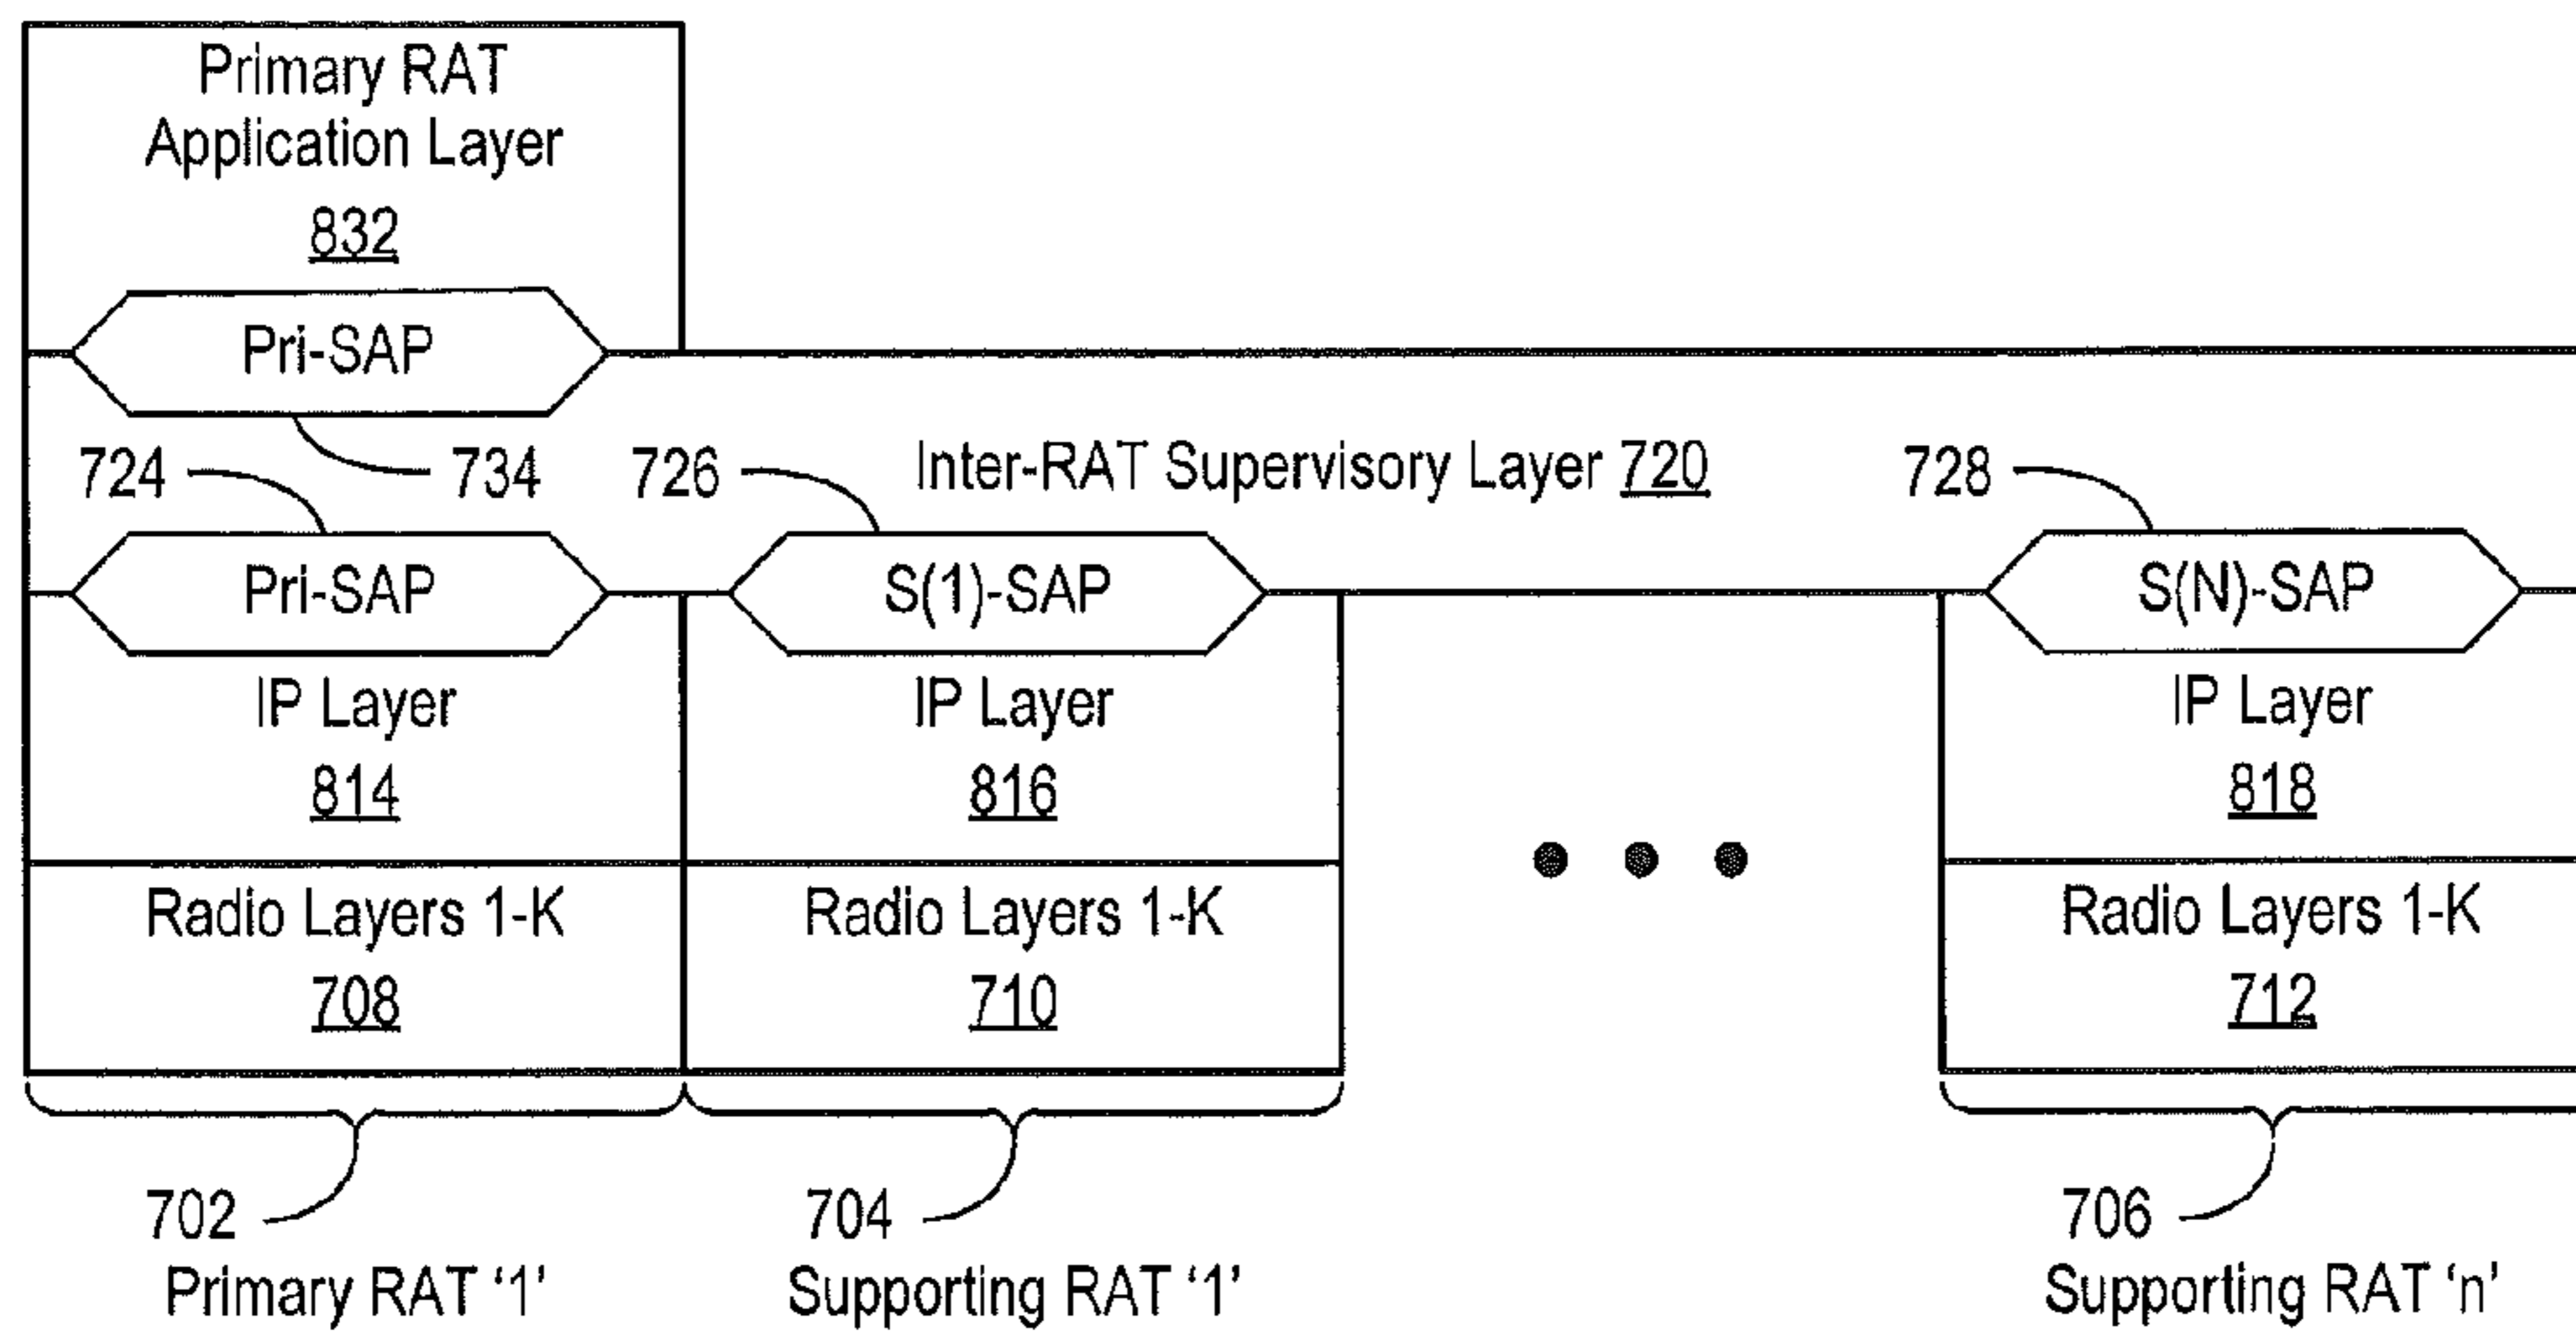 Primary RAT
Application Layer
832
Pri-SAP
724
734
726
Inter-RAT Supervisory Layer 720
728
Pri-SAP
S(1)-SAP
S(N)-SAP
IP Layer
814
IP Layer
816
IP Layer
818
Radio Layers 1-K
708
Radio Layers 1-K
710
Radio Layers 1-K
712
702
Primary RAT ‘1’
704
Supporting RAT ‘1’
706
Supporting RAT ‘n’